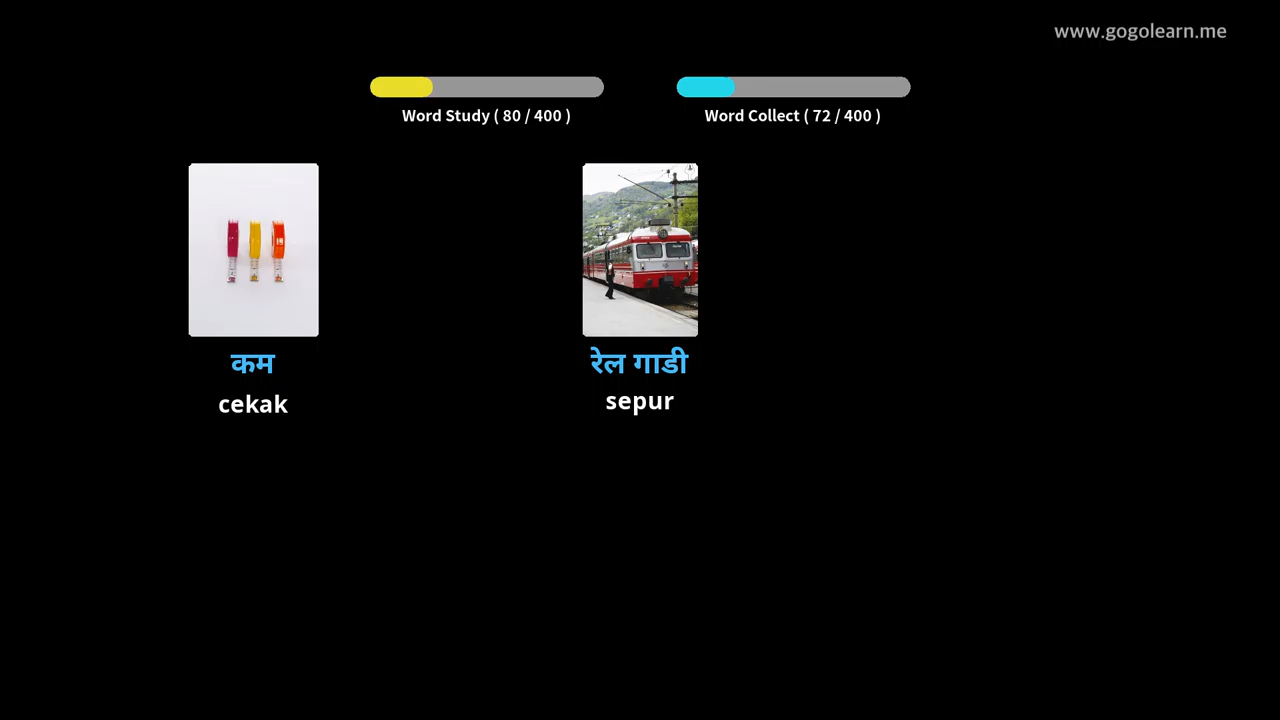 www.gogolearn.me
Word Study ( 80 / 400 )
Word Collect ( 72 / 400 )
कम
रेल गाडी
cekak
sepur